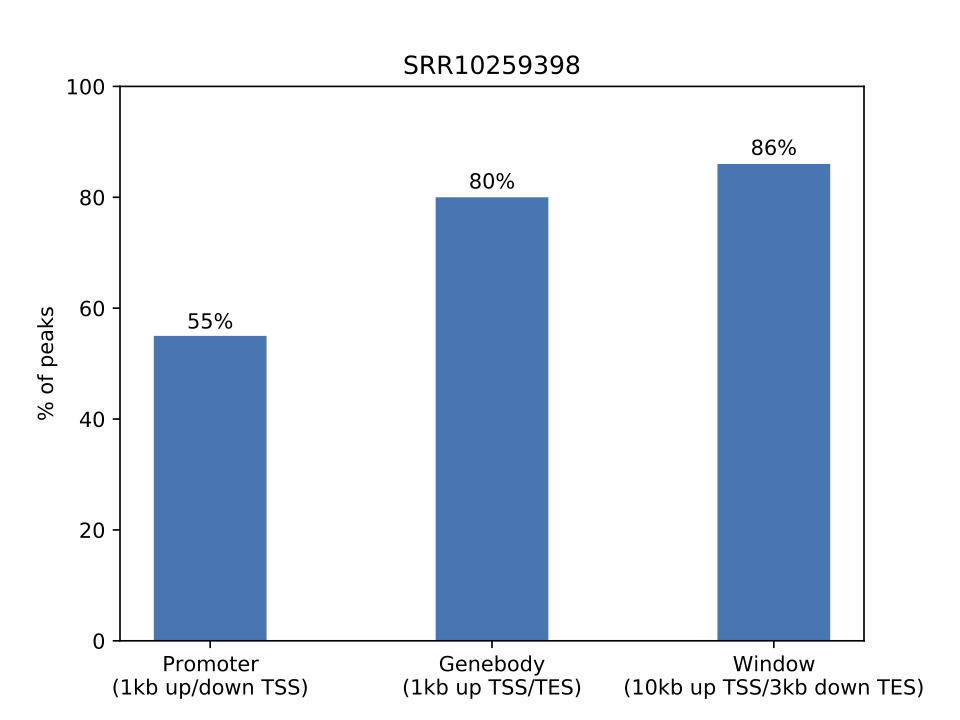 SRR10259398
100
80
60
40
20
0
% of peaks
55%
80%
86%
Promoter
(1kb up/down TSS)
Genebody
(1kb up TSS/TES)
Window
(10kb up TSS/3kb down TES)